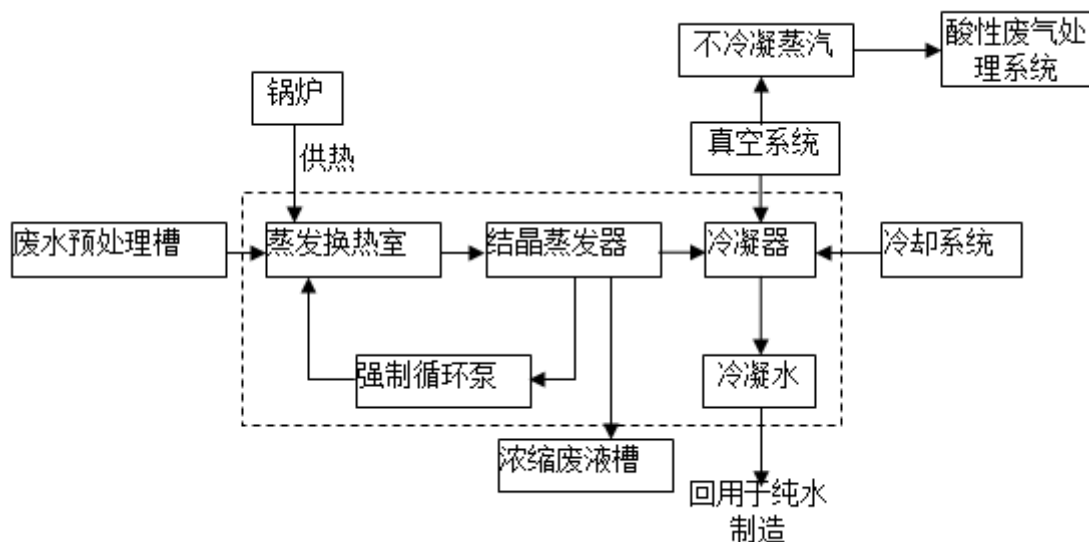 不冷凝蒸汽
酸性废气处
理系统
锅炉
真空系统
供热
废水预处理槽
蒸发换热室
结晶蒸发器
冷凝器
冷却系统
强制循环泵
冷凝水
浓缩废液槽
回用于纯水
制造